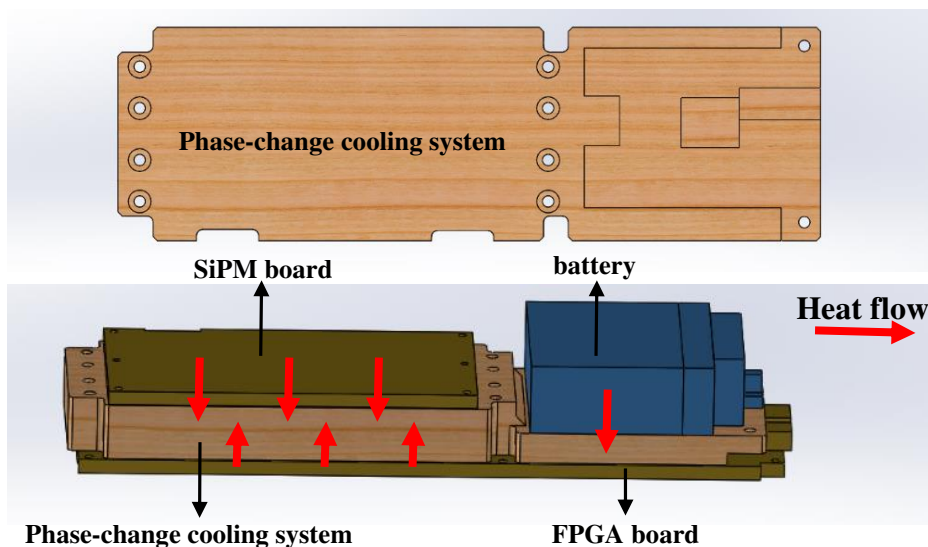 Phase-change cooling system
SiPM board
battery
Heat flow
Phase-change cooling system
FPGA board